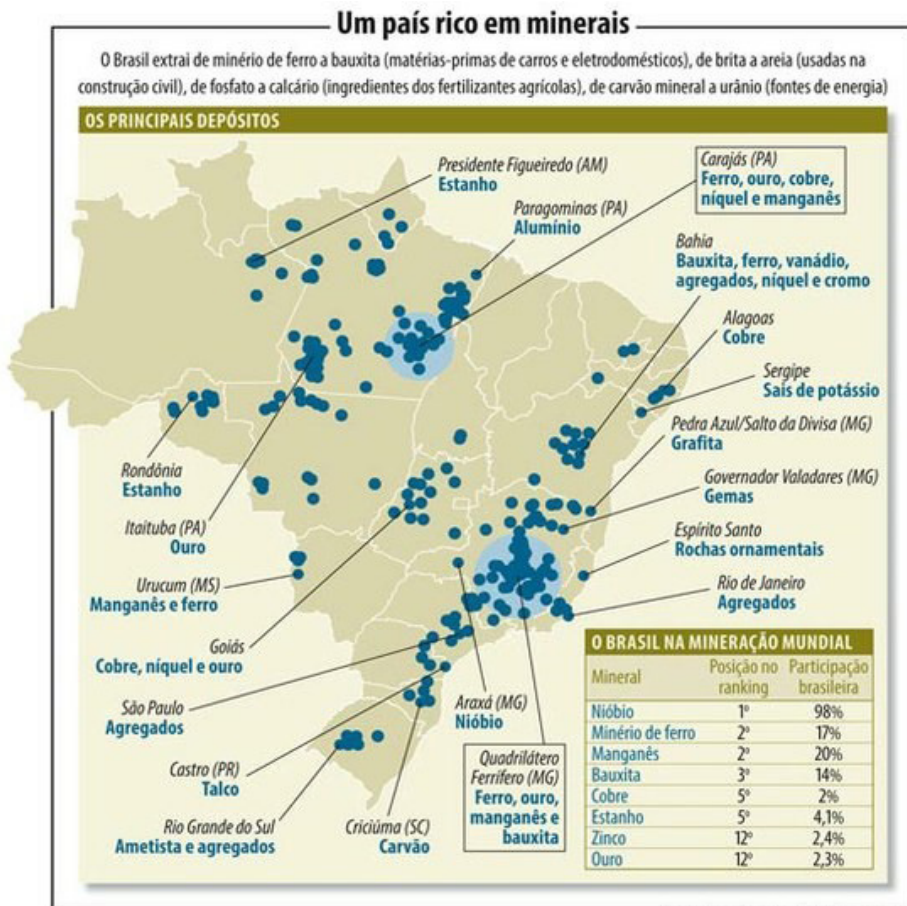 Um país rico em minerais
O Brasil extrai de minério de ferro a bauxita (matérias-primas de carros e eletrodomésticos), de brita a areia (usadas na
construção civil), de fosfato a calcário (ingredientes dos fertilizantes agrícolas), de carvão mineral a urânio (fontes de energia)
OS PRINCIPAIS DEPÓSITOS
Presidente Figueiredo (AM)
Estanho
Carajás (PA)
Ferro, ouro, cobre,
níquel e manganês
Paragominas (PA)
Alumínio
Bahia
Bauxita, ferro, vanádio,
agregados, níquel e cromo
Alagoas
Cobre
Sergipe
Sais de potássio
Pedra Azul/Salto da Divisa (MG)
Grafita
Governador Valadares (MG)
Gemas
Espírito Santo
Rochas ornamentais
Rio de Janeiro
Agregados
Rondônia
Estanho
Itaituba (PA)
Ouro
Urucum (MS)
Manganês e ferro
Goiás
Cobre, níquel e ouro
São Paulo
Agregados
Castro (PR)
Talco
Rio Grande do Sul
Ametista e agregados
Criciúma (SC)
Carvão
Araxá (MG)
Nióbio
Quadrilátero
Ferrífero (MG)
Ferro, ouro,
manganês e
bauxita
O BRASIL NA MINERAÇÃO MUNDIAL
Mineral Posição no ranking Participação brasileira
Nióbio 1º 98%
Minério de ferro 2º 17%
Manganês 2º 20%
Bauxita 3º 14%
Cobre 5º 2%
Estanho 5º 4,1%
Zinco 12º 2,4%
Ouro 12º 2,3%